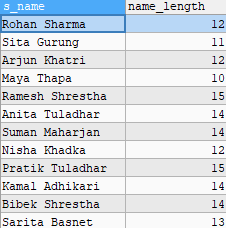 s_name name_length
Rohan Sharma 12
Sita Gurung 11
Arjun Khatri 12
Maya Thapa 10
Ramesh Shrestha 15
Anita Tuladhar 14
Suman Maharjan 14
Nisha Khadka 12
Pratik Tuladhar 15
Kamal Adhikari 14
Bibek Shrestha 14
Sarita Basnet 13